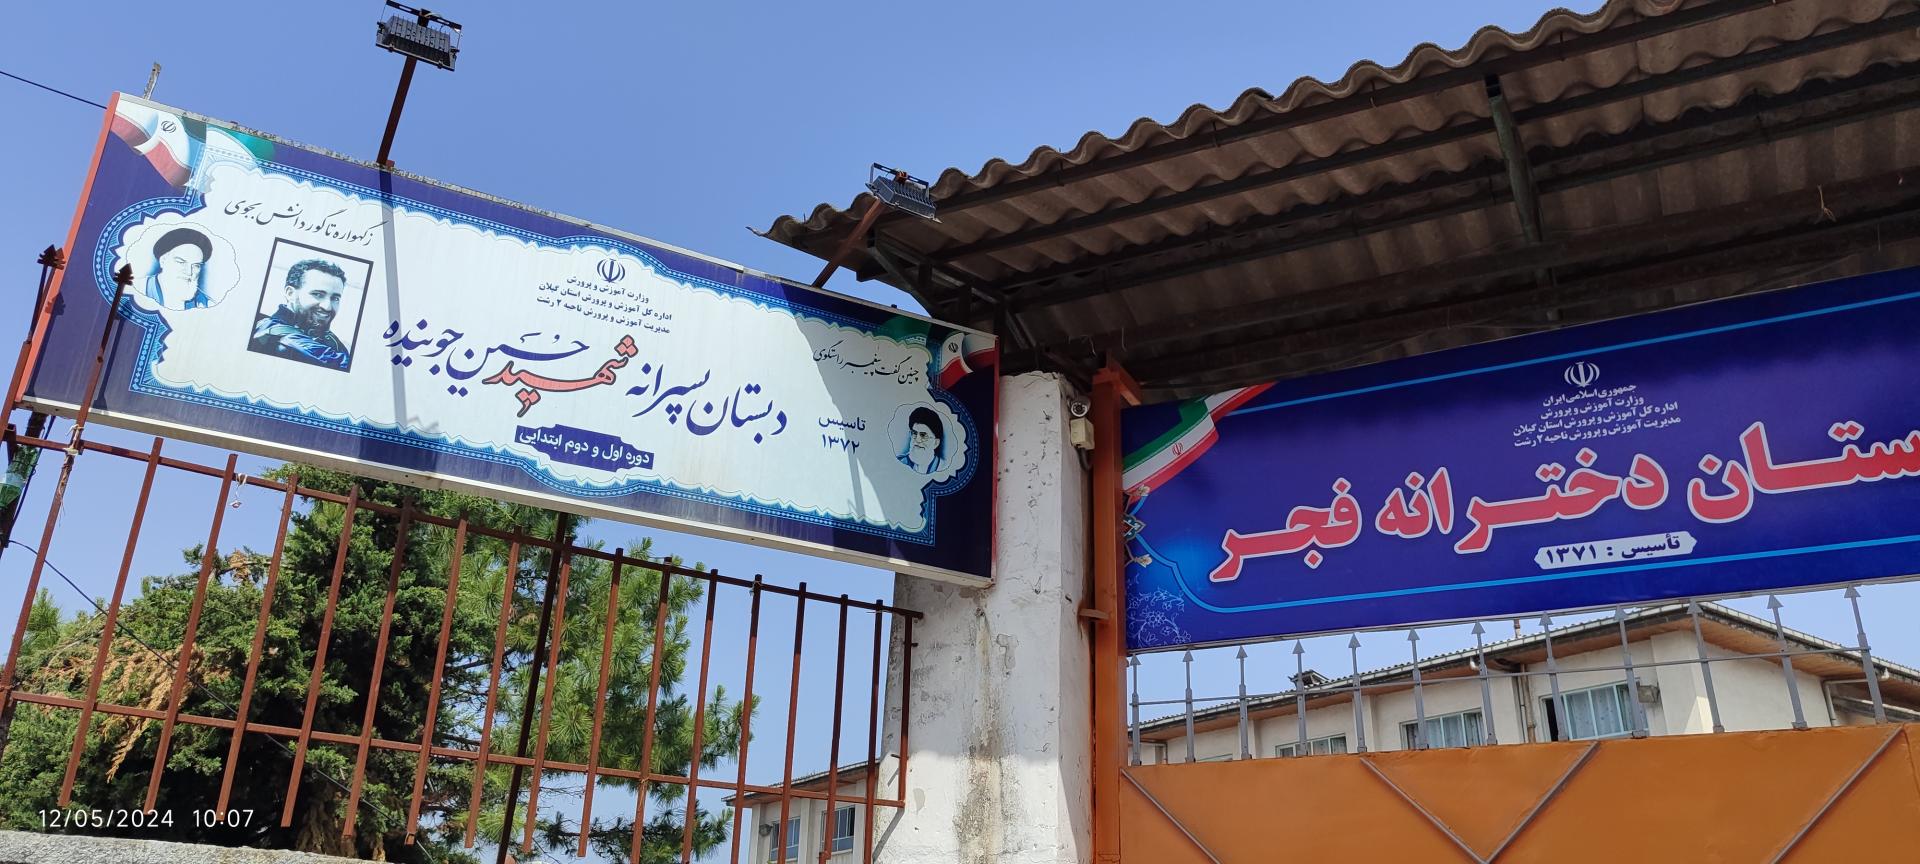 چنین گفت پیغمبر راستگوی
ز گهواره تا گور دانش بجوی
وزارت آموزش و پرورش
اداره کل آموزش و پرورش استان گیلان
مدیریت آموزش و پرورش ناحیه ۲ رشت
دبستان پسرانه شهید حسین جوینده
دوره اول و دوم ابتدایی
تاسیس
۱۳۷۲
جمهوری اسلامی ایران
وزارت آموزش و پرورش
اداره کل آموزش و پرورش استان گیلان
مدیریت آموزش و پرورش ناحیه ۲ رشت
ستان دخترانه فجر
تأسیس : ۱۳۷۱
12/05/2024 10:07